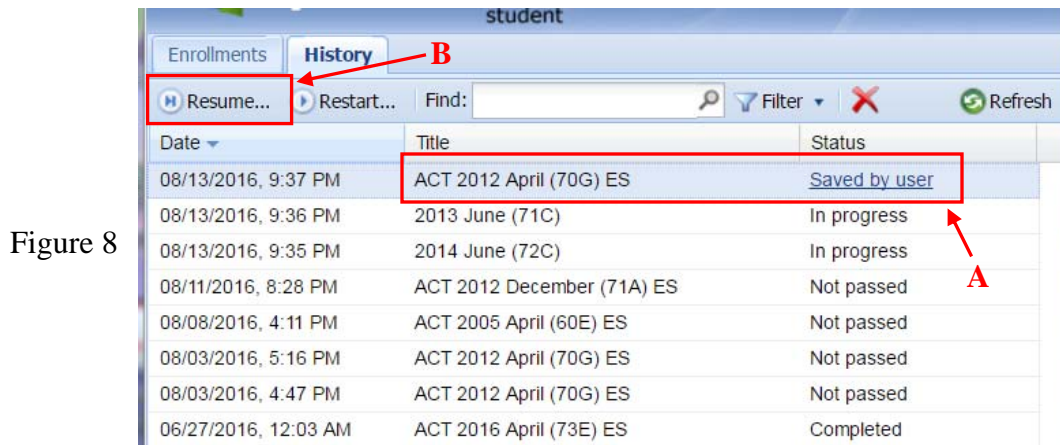 student
Enrollments History B
Resume... Restart... Find: Filter Refresh
Date Title Status
08/13/2016, 9:37 PM ACT 2012 April (70G) ES Saved by user
08/13/2016, 9:36 PM 2013 June (71C) In progress
Figure 8
08/13/2016, 9:35 PM 2014 June (72C) In progress
A
08/11/2016, 8:28 PM ACT 2012 December (71A) ES Not passed
08/08/2016, 4:11 PM ACT 2005 April (60E) ES Not passed
08/03/2016, 5:16 PM ACT 2012 April (70G) ES Not passed
08/03/2016, 4:47 PM ACT 2012 April (70G) ES Not passed
06/27/2016, 12:03 AM ACT 2016 April (73E) ES Completed